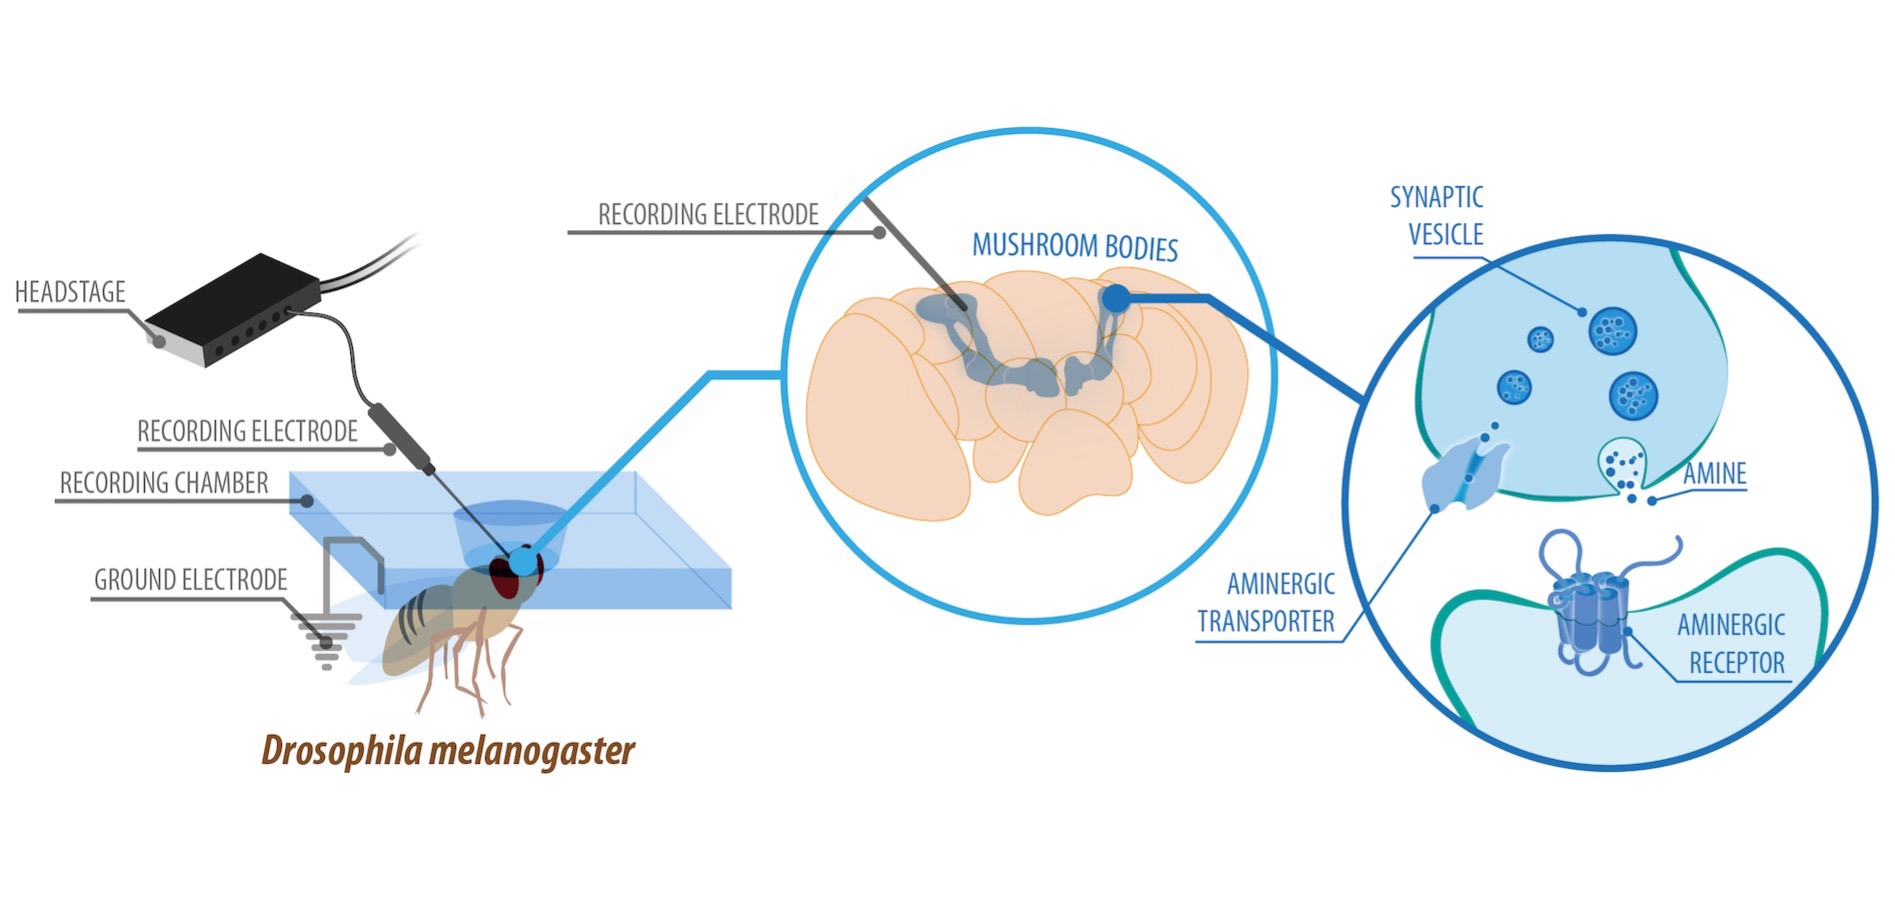 HEADSTAGE
RECORDING ELECTRODE
RECORDING CHAMBER
GROUND ELECTRODE
Drosophila melanogaster
RECORDING ELECTRODE
MUSHROOM BODIES
SYNAPTIC
VESICLE
AMINE
AMINERGIC
TRANSPORTER
AMINERGIC
RECEPTOR